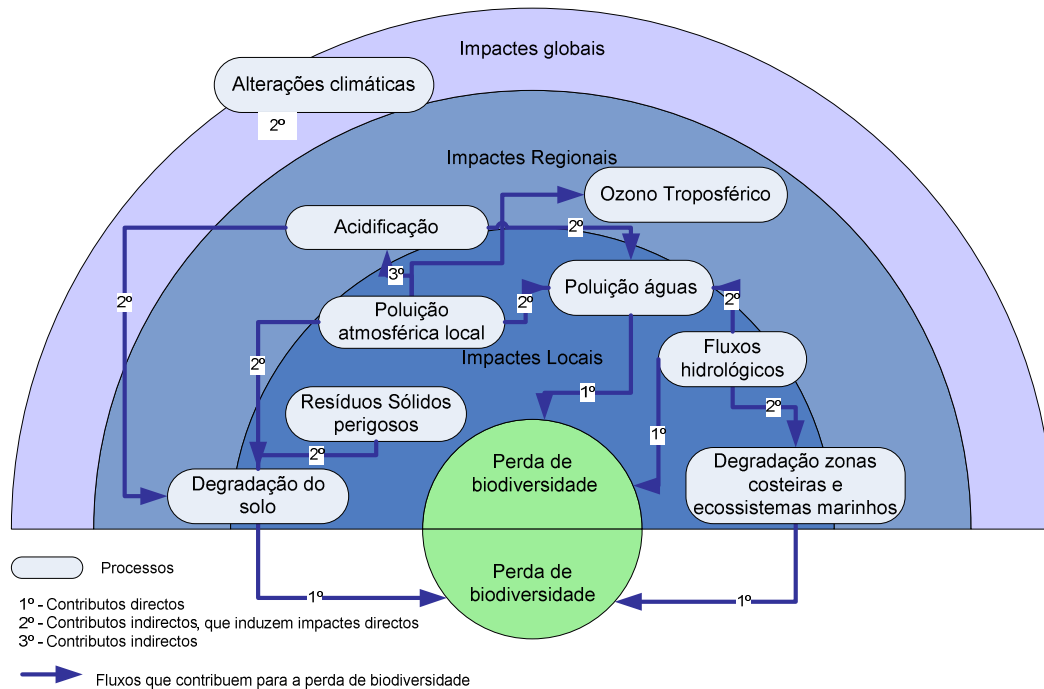 Impactes globais
Alterações climáticas
2º
Impactes Regionais
Ozono Troposférico
Acidificação
2º
3º
2º
Poluição águas
Poluição
atmosférica local
2º
2º
Fluxos
hidrológicos
Impactes Locais
2º
1º
2º
1º
Resíduos Sólidos
perigosos
2º
Perda de
biodiversidade
Degradação zonas
costeiras e
ecossistemas marinhos
Degradação do
solo
Perda de
biodiversidade
1º
1º
Processos
1º - Contributos directos
2º - Contributos indirectos, que induzem impactes directos
3º - Contributos indirectos
Fluxos que contribuem para a perda de biodiversidade